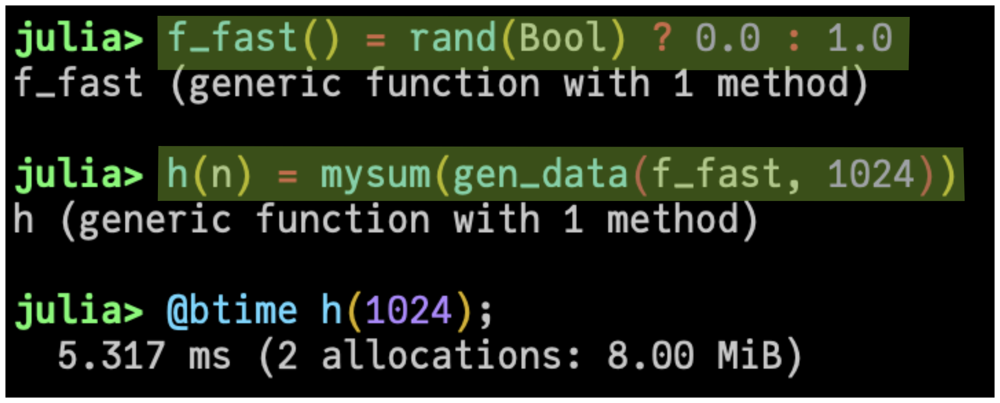 julia> f_fast() = rand(Bool) ? 0.0 : 1.0
f_fast (generic function with 1 method)
julia> h(n) = mysum(gen_data(f_fast, 1024))
h (generic function with 1 method)
julia> @btime h(1024);
5.317 ms (2 allocations: 8.00 MiB)